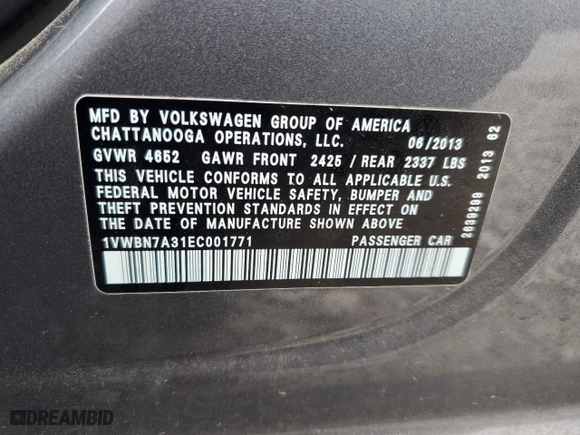 MFD BY VOLKSWAGEN GROUP OF AMERICA
CHATTANOOGA OPERATIONS, LLC. 06/2013
GVWR 4652 GAWR FRONT 2425 / REAR 2337 LBS
THIS VEHICLE CONFORMS TO ALL APPLICABLE U.S.
FEDERAL MOTOR VEHICLE SAFETY, BUMPER AND
THEFT PREVENTION STANDARDS IN EFFECT ON
THE DATE OF MANUFACTURE SHOWN ABOVE
1VWBN7A31EC001771 PASSENGER CAR
2839299 2013 62
DREAMBID